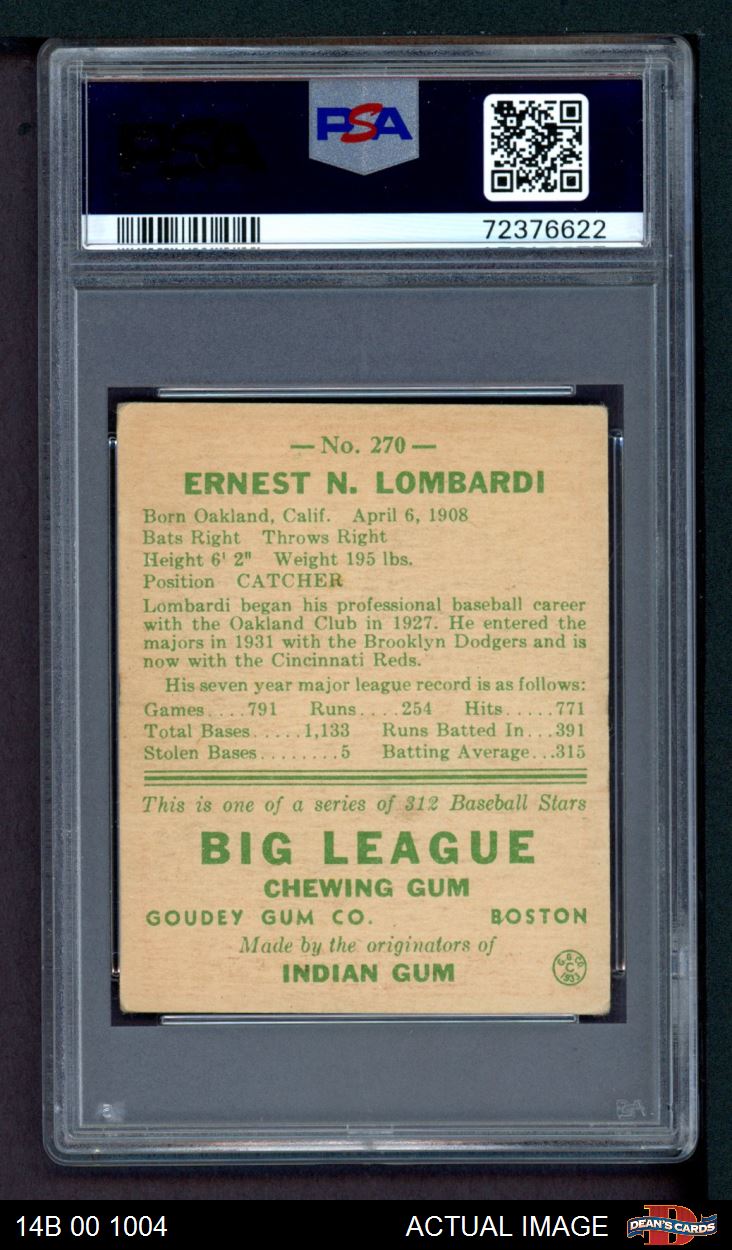 PSA
72376622
— No. 270 —
ERNEST N. LOMBARDI
Born Oakland, Calif. April 6, 1908
Bats Right Throws Right
Height 6' 2" Weight 195 lbs.
Position CATCHER
Lombardi began his professional baseball career
with the Oakland Club in 1927. He entered the
majors in 1931 with the Brooklyn Dodgers and is
now with the Cincinnati Reds.
His seven year major league record is as follows:
Games....791 Runs....254 Hits.....771
Total Bases.....1,133 Runs Batted In...391
Stolen Bases........5 Batting Average...315
This is one of a series of 312 Baseball Stars
BIG LEAGUE
CHEWING GUM
GOUDEY GUM CO. BOSTON
Made by the originators of
INDIAN GUM
G.G.CO.
C
1933
PSA
14B 00 1004 ACTUAL IMAGE DEAN'S CARDS